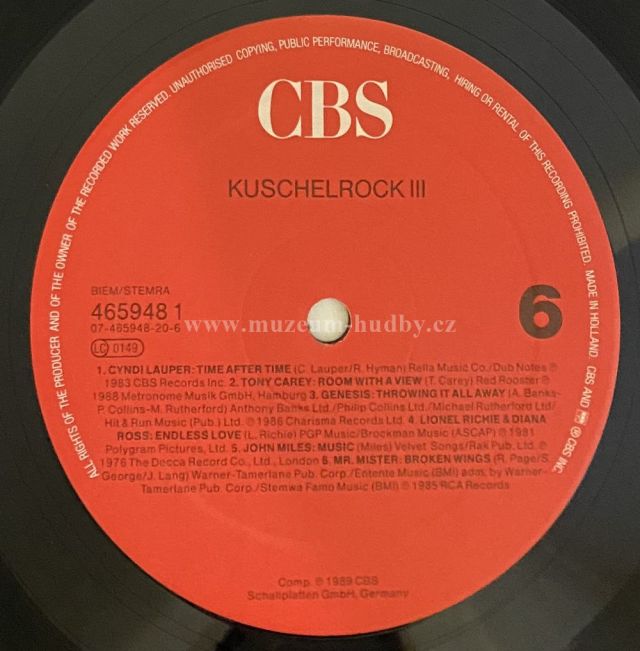 ALL RIGHTS OF THE PRODUCER AND OF THE OWNER OF THE RECORDED WORK RESERVED. UNAUTHORISED COPYING, PUBLIC PERFORMANCE, BROADCASTING, HIRING OR RENTAL OF THIS RECORDING PROHIBITED. MADE IN HOLLAND. CBS AND ℗ CBS INC.
CBS
KUSCHELROCK III
BIEM/STEMRA
465948 1
07-465948-20-6
LC 0149
6
www.muzeum-hudby.cz
1. CYNDI LAUPER: TIME AFTER TIME (C. Lauper/R. Hyman) Rella Music Co./Dub Notes ℗
1983 CBS Records Inc. 2. TONY CAREY: ROOM WITH A VIEW (T. Carey) Red Rooster ℗
1988 Metronome Musik GmbH, Hamburg 3. GENESIS: THROWING IT ALL AWAY (A. Banks-
P. Collins-M. Rutherford) Anthony Banks Ltd./Philip Collins Ltd./Michael Rutherford Ltd/
Hit & Run Music (Pub.) Ltd ℗ 1986 Charisma Records Ltd. 4. LIONEL RICHIE & DIANA
ROSS: ENDLESS LOVE (L. Richie) PGP Music/Brockman Music (ASCAP) ℗ 1981
Polygram Pictures, Ltd. 5. JOHN MILES: MUSIC (Miles) Velvet Songs/Rak Pub. Ltd. ℗
1976 The Decca Record Co., Ltd., London 6. MR. MISTER: BROKEN WINGS (R. Page/S.
George/J. Lang) Warner-Tamerlane Pub. Corp./Entente Music (BMI) adm. by Warner-
Tamerlane Pub. Corp./Stemwa Famo Music (BMI) ℗ 1985 RCA Records
Comp. ℗ 1989 CBS
Schallplatten GmbH, Germany